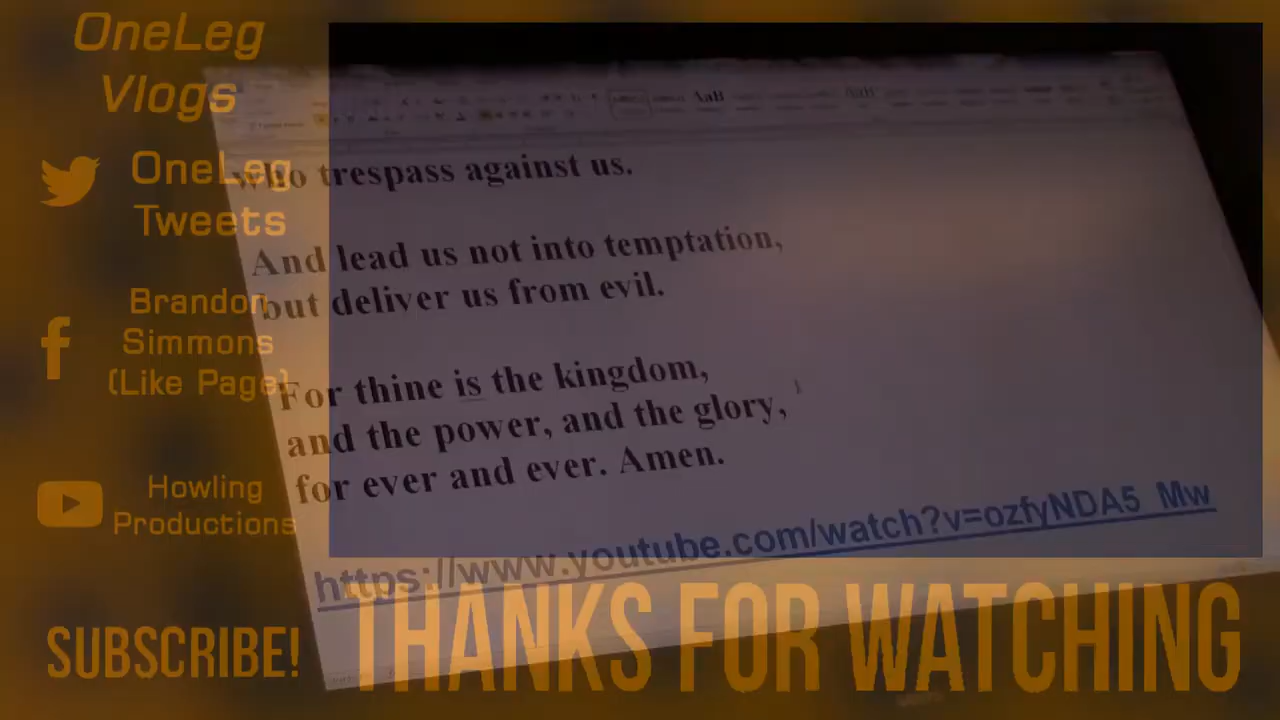 OneLeg
Vlogs
OneLeg
Tweets
Brandon
Simmons
(Like Page)
Howling
Productions
SUBSCRIBE!
AaB
who trespass against us.
And lead us not into temptation,
but deliver us from evil.
For thine is the kingdom,
and the power, and the glory,
for ever and ever. Amen.
https://www.youtube.com/watch?v=ozfyNDA5_Mw
THANKS FOR WATCHING